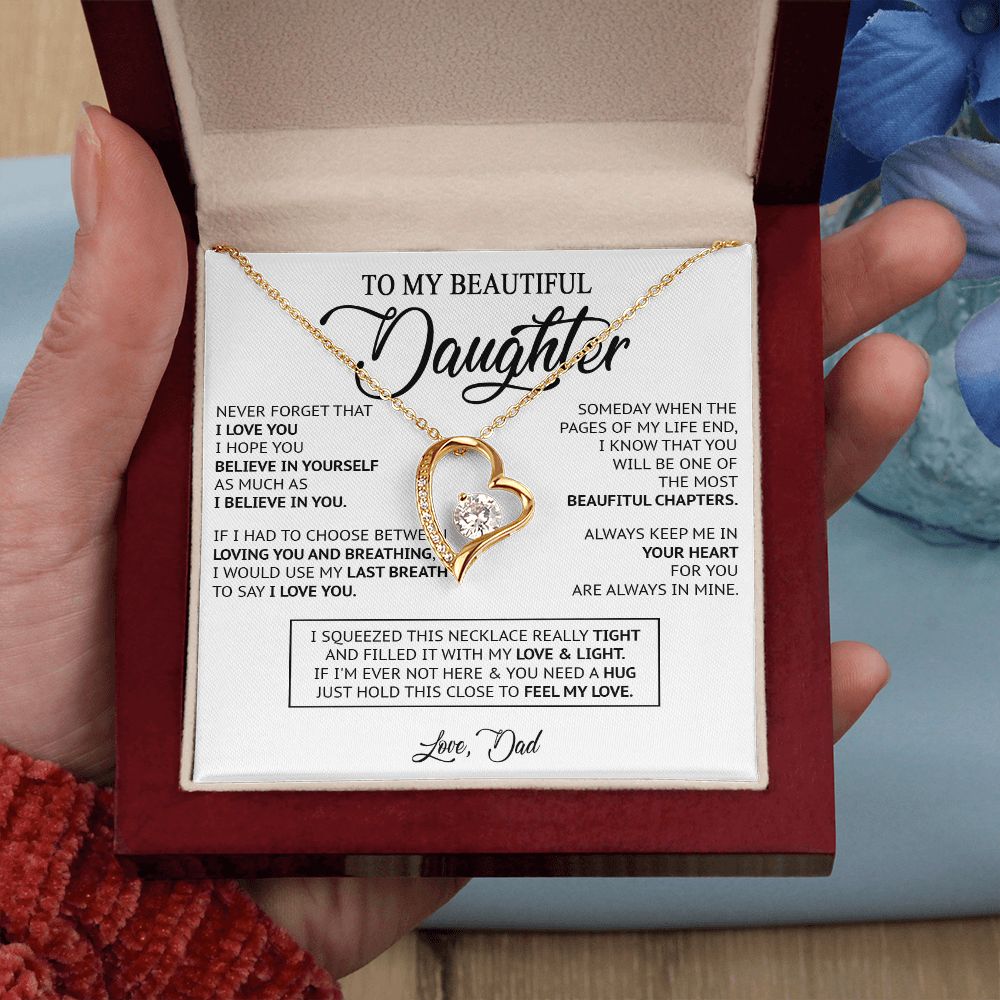 TO MY BEAUTIFUL
Daughter
NEVER FORGET THAT
I LOVE YOU
I HOPE YOU
BELIEVE IN YOURSELF
AS MUCH AS
I BELIEVE IN YOU.
IF I HAD TO CHOOSE BETWEEN
LOVING YOU AND BREATHING,
I WOULD USE MY LAST BREATH
TO SAY I LOVE YOU.
SOMEDAY WHEN THE
PAGES OF MY LIFE END,
I KNOW THAT YOU
WILL BE ONE OF
THE MOST
BEAUFITUL CHAPTERS.
ALWAYS KEEP ME IN
YOUR HEART
FOR YOU
ARE ALWAYS IN MINE.
I SQUEEZED THIS NECKLACE REALLY TIGHT
AND FILLED IT WITH MY LOVE & LIGHT.
IF I'M EVER NOT HERE & YOU NEED A HUG
JUST HOLD THIS CLOSE TO FEEL MY LOVE.
Love, Dad